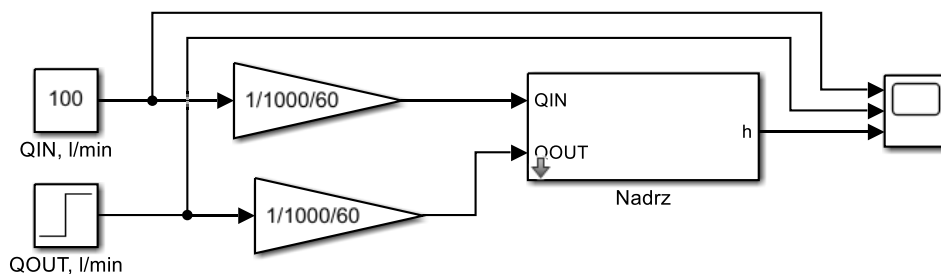 100
QIN, l/min
1/1000/60
QIN
QOUT
h
Nadrz
QOUT, l/min
1/1000/60